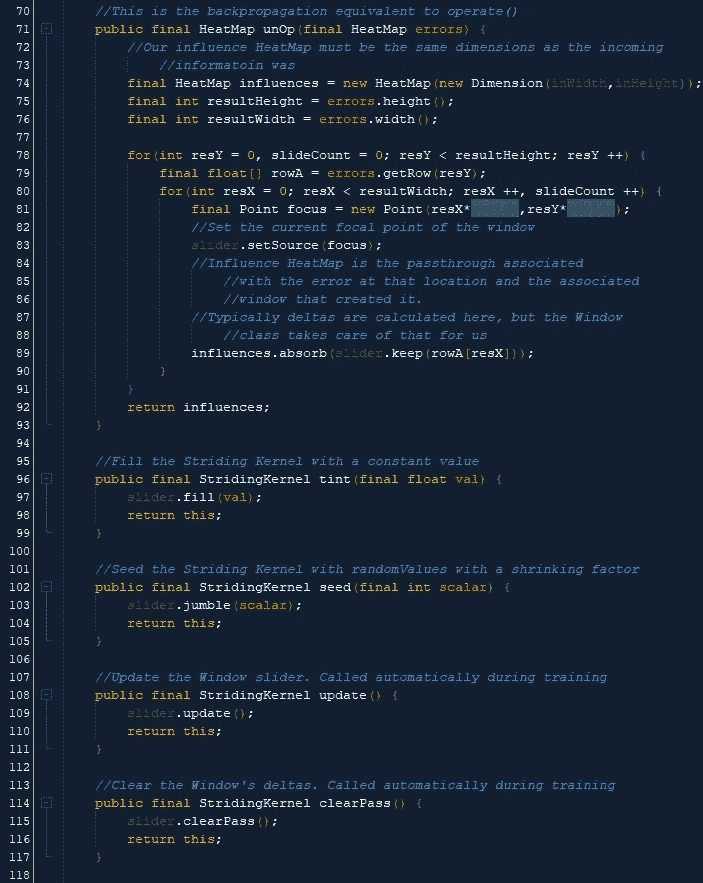 70 //This is the backpropagation equivalent to operate()
71 public final HeatMap unOp(final HeatMap errors) {
72 //Our influence HeatMap must be the same dimensions as the incoming
73 //informatoin was
74 final HeatMap influences = new HeatMap(new Dimension(inWidth,inHeight));
75 final int resultHeight = errors.height();
76 final int resultWidth = errors.width();
77
78 for(int resY = 0, slideCount = 0; resY < resultHeight; resY ++) {
79 final float[] rowA = errors.getRow(resY);
80 for(int resX = 0; resX < resultWidth; resX ++, slideCount ++) {
81 final Point focus = new Point(resX* ,resY* );
82 //Set the current focal point of the window
83 slider.setSource(focus);
84 //Influence HeatMap is the passthrough associated
85 //with the error at that location and the associated
86 //window that created it.
87 //Typically deltas are calculated here, but the Window
88 //class takes care of that for us
89 influences.absorb(slider.keep(rowA[resX]));
90 }
91 }
92 return influences;
93 }
94
95 //Fill the Striding Kernel with a constant value
96 public final StridingKernel tint(final float val) {
97 slider.fill(val);
98 return this;
99 }
100
101 //Seed the Striding Kernel with randomValues with a shrinking factor
102 public final StridingKernel seed(final int scalar) {
103 slider.jumble(scalar);
104 return this;
105 }
106
107 //Update the Window slider. Called automatically during training
108 public final StridingKernel update() {
109 slider.update();
110 return this;
111 }
112
113 //Clear the Window's deltas. Called automatically during training
114 public final StridingKernel clearPass() {
115 slider.clearPass();
116 return this;
117 }
118